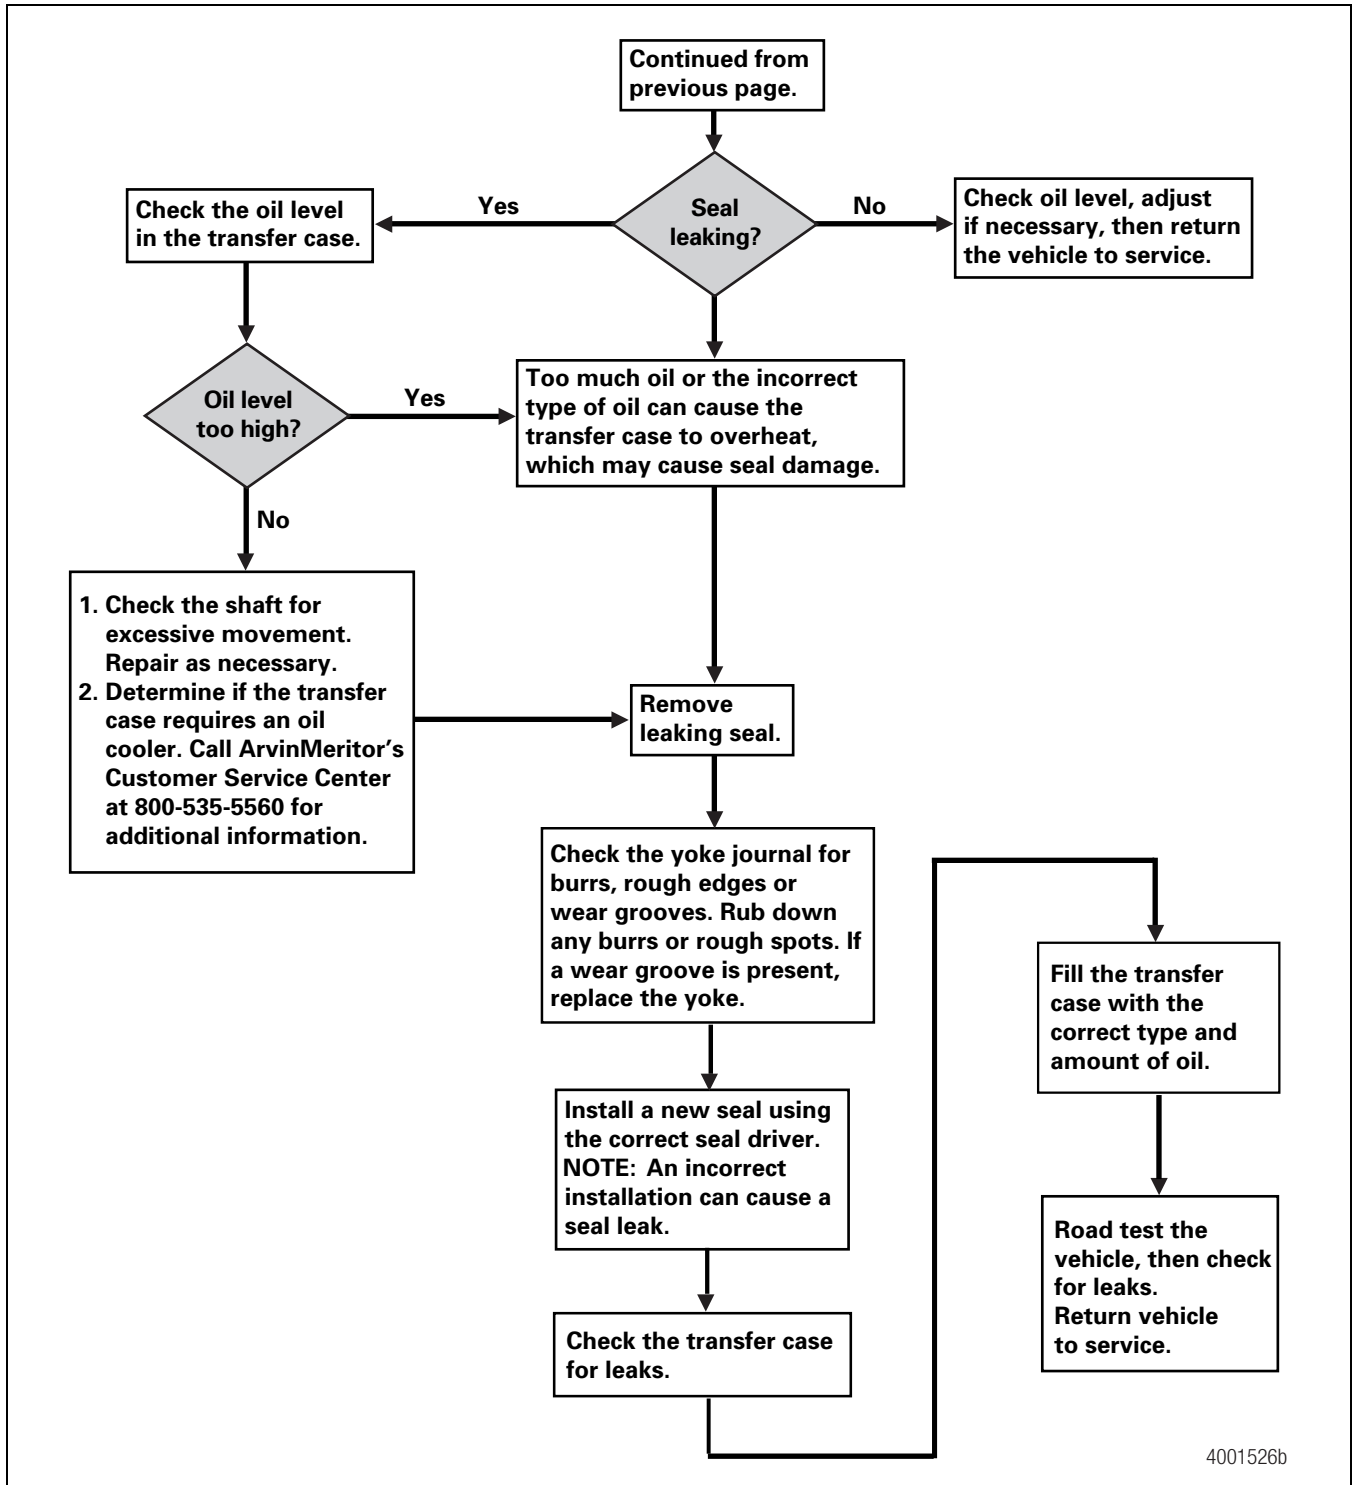 Continued from
previous page.
Seal
leaking?
Yes
No
Check the oil level
in the transfer case.
Check oil level, adjust
if necessary, then return
the vehicle to service.
Oil level
too high?
Yes
No
Too much oil or the incorrect
type of oil can cause the
transfer case to overheat,
which may cause seal damage.
1. Check the shaft for
excessive movement.
Repair as necessary.
2. Determine if the transfer
case requires an oil
cooler. Call ArvinMeritor's
Customer Service Center
at 800-535-5560 for
additional information.
Remove
leaking seal.
Check the yoke journal for
burrs, rough edges or
wear grooves. Rub down
any burrs or rough spots. If
a wear groove is present,
replace the yoke.
Install a new seal using
the correct seal driver.
NOTE: An incorrect
installation can cause a
seal leak.
Check the transfer case
for leaks.
Fill the transfer
case with the
correct type and
amount of oil.
Road test the
vehicle, then check
for leaks.
Return vehicle
to service.
4001526b